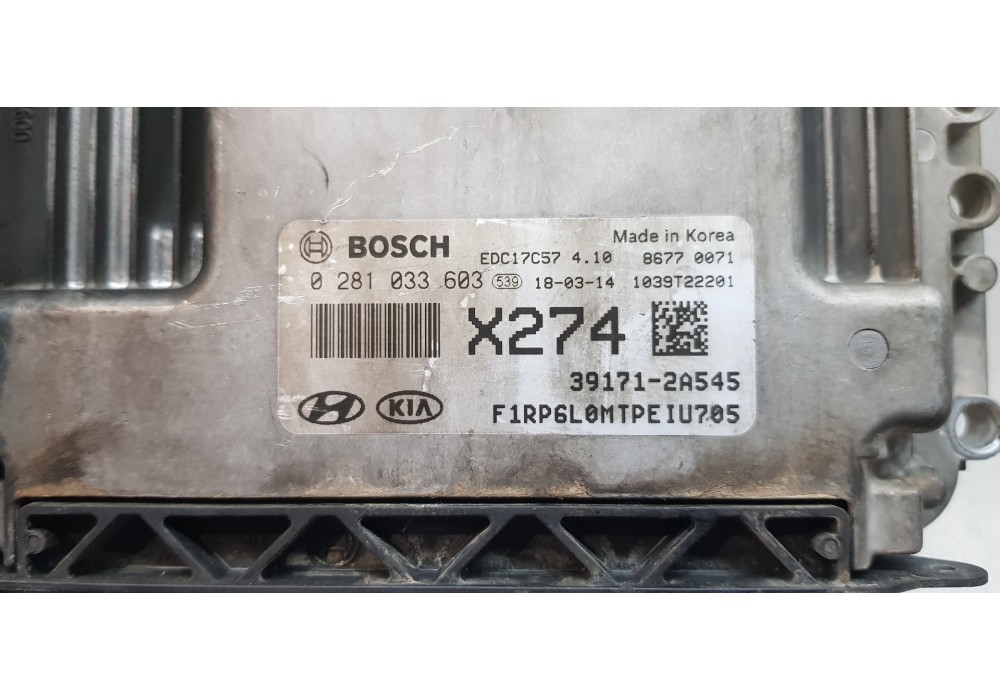 BOSCH
Made in Korea
EDC17C57 4.10 8677 0071
0 281 033 603 539 18-03-14 1039T22201
X274
39171-2A545
KIA
F1RP6L0MTPEIU705